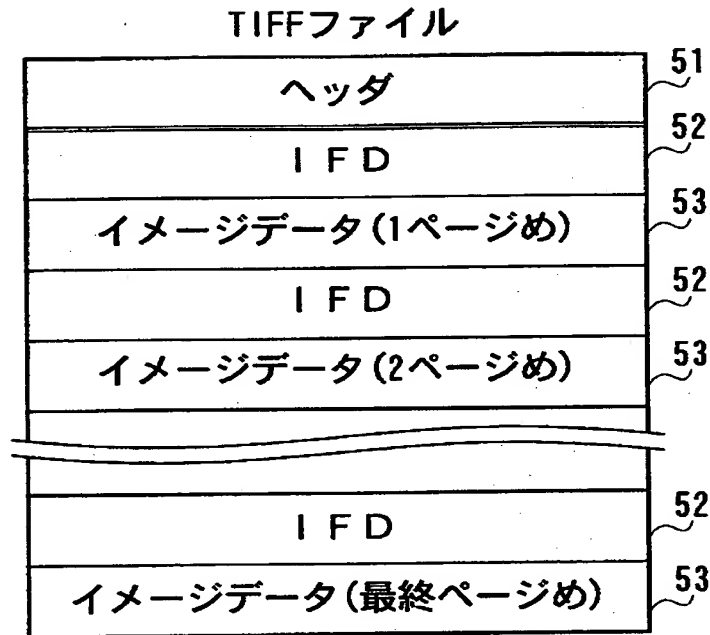 TIFFファイル
ヘッダ 51
IFD 52
イメージデータ(1ページめ) 53
IFD 52
イメージデータ(2ページめ) 53
IFD 52
イメージデータ(最終ページめ) 53